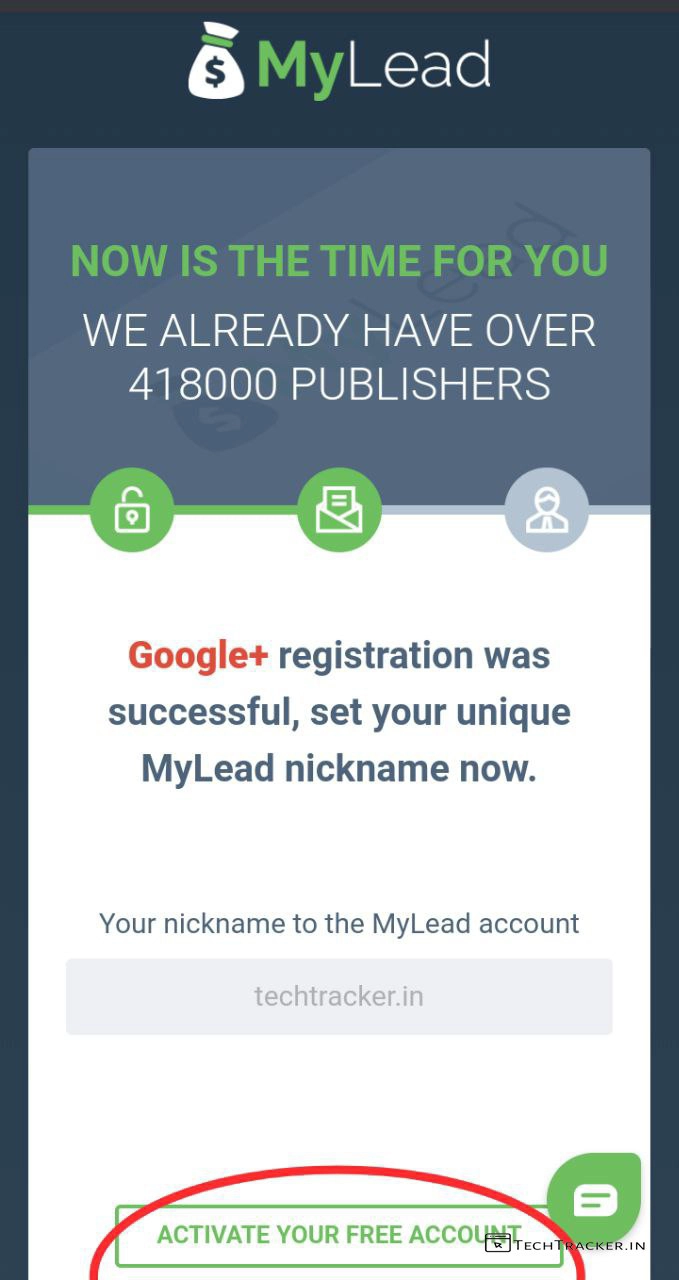 MyLead
NOW IS THE TIME FOR YOU
WE ALREADY HAVE OVER
418000 PUBLISHERS
Google+ registration was
successful, set your unique
MyLead nickname now.
Your nickname to the MyLead account
techtracker.in
ACTIVATE YOUR FREE ACCOUNT
TECHTRACKER.IN